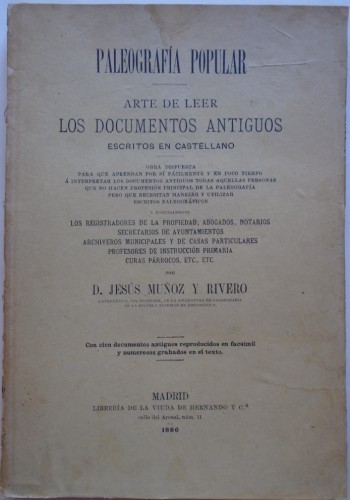 PALEOGRAFÍA POPULAR
ARTE DE LEER
LOS DOCUMENTOS ANTIGUOS
ESCRITOS EN CASTELLANO
OBRA DISPUESTA
PARA QUE APRENDAN POR SÍ FÁCILMENTE Y EN POCO TIEMPO
Á INTERPRETAR LOS DOCUMENTOS ANTIGUOS TODAS AQUELLAS PERSONAS
QUE NO HACEN PROFESIÓN PRINCIPAL DE LA PALEOGRAFÍA
PERO QUE NECESITAN MANEJAR Y UTILIZAR
ESCRITOS PALEOGRÁFICOS
Y ESPECIALMENTE
LOS REGISTRADORES DE LA PROPIEDAD, ABOGADOS, NOTARIOS
SECRETARIOS DE AYUNTAMIENTOS
ARCHIVEROS MUNICIPALES Y DE CASAS PARTICULARES
PROFESORES DE INSTRUCCIÓN PRIMARIA
CURAS PÁRROCOS, ETC., ETC.
POR
D. JESÚS MUÑOZ Y RIVERO
Con cien documentos antiguos reproducidos en facsímil
y numerosos grabados en el texto.
MADRID
LIBRERÍA DE LA VIUDA DE HERNANDO Y C.ª
calle del Arenal, núm. 11
1886